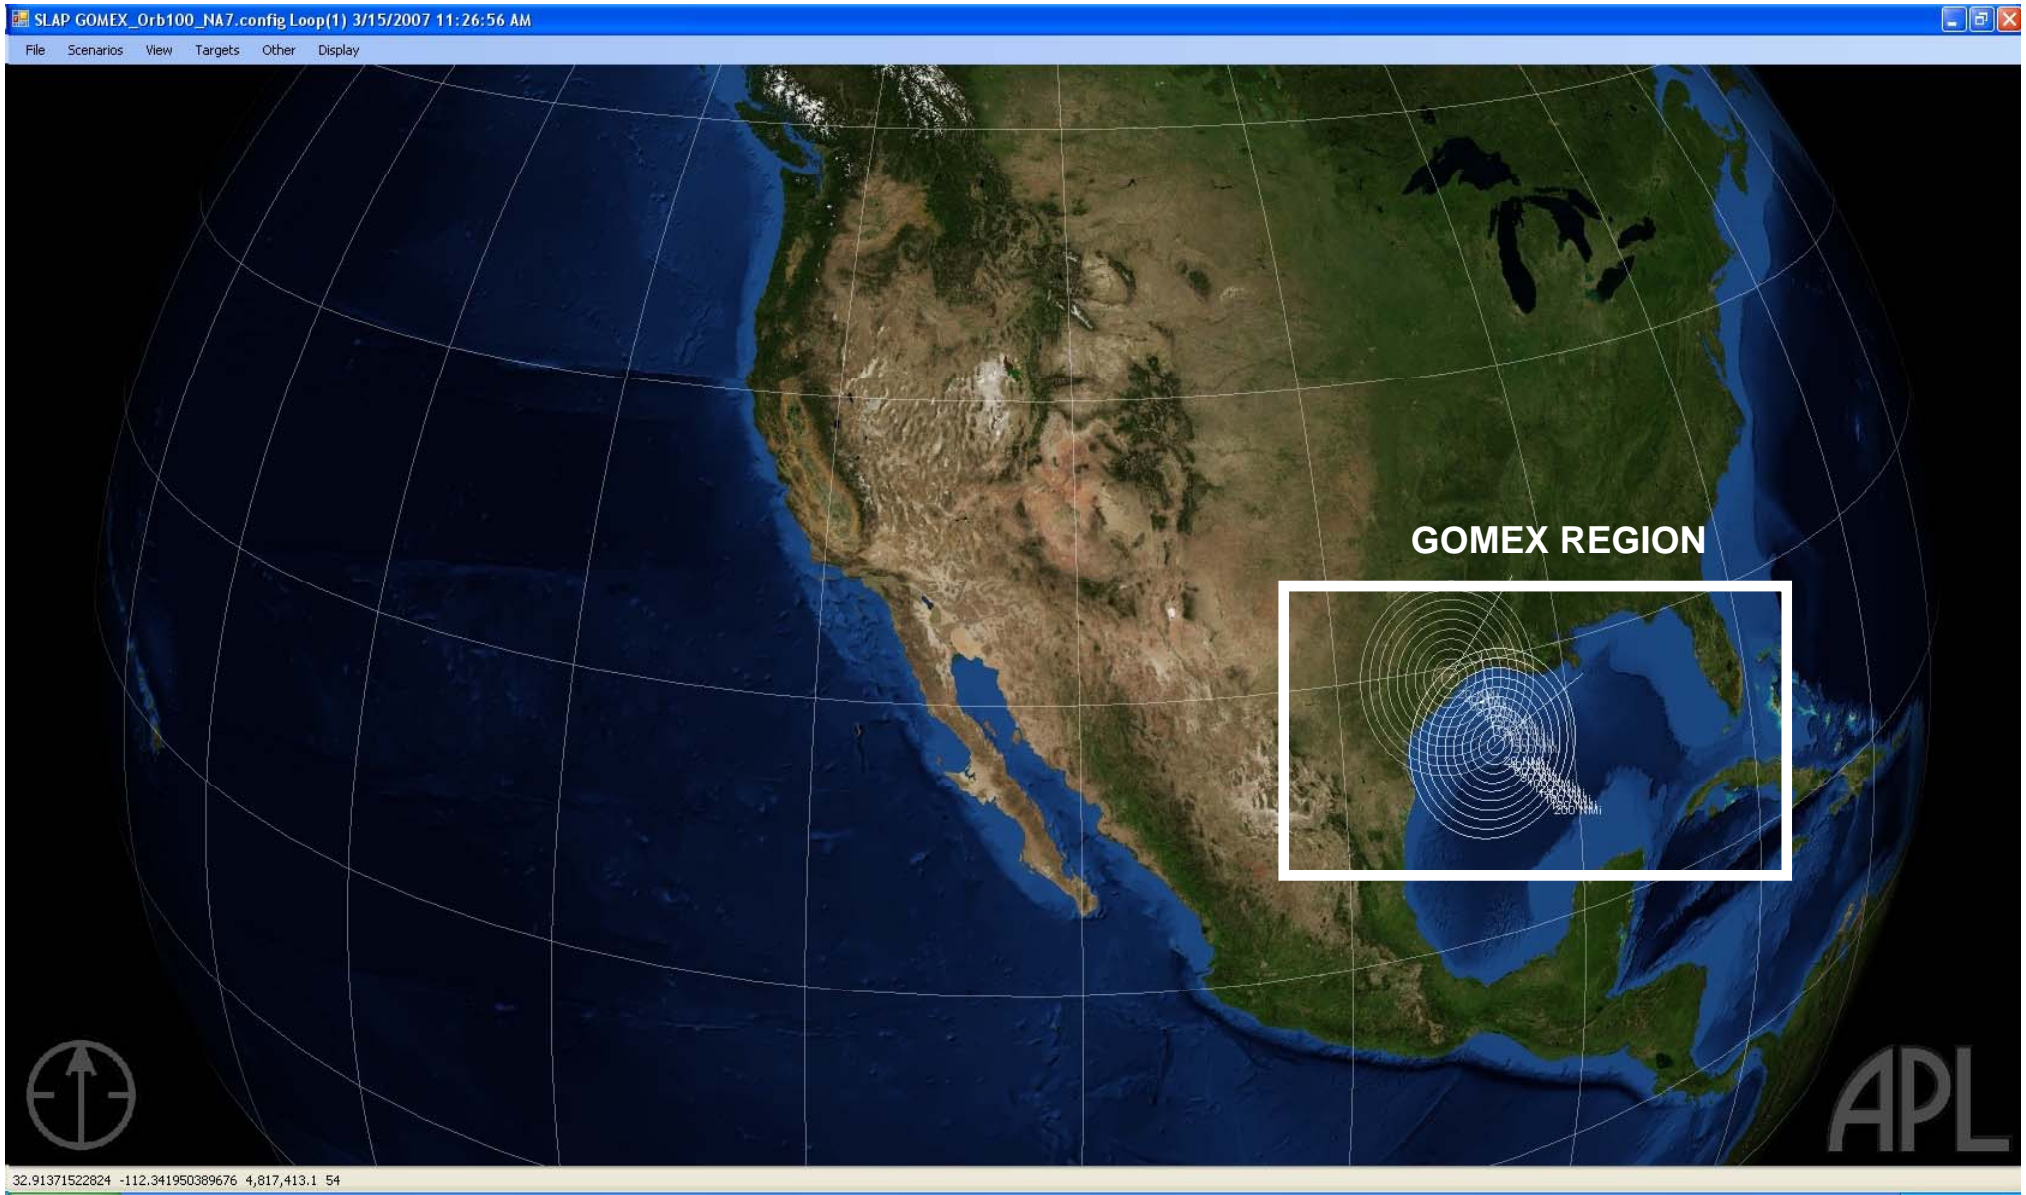 SLAP GOMEX_Orb100_NA7.config Loop(1) 3/15/2007 11:26:56 AM
File Scenarios View Targets Other Display
GOMEX REGION
200 NMi
APL
32.91371522824 -112.341950389676 4,817,413.1 54